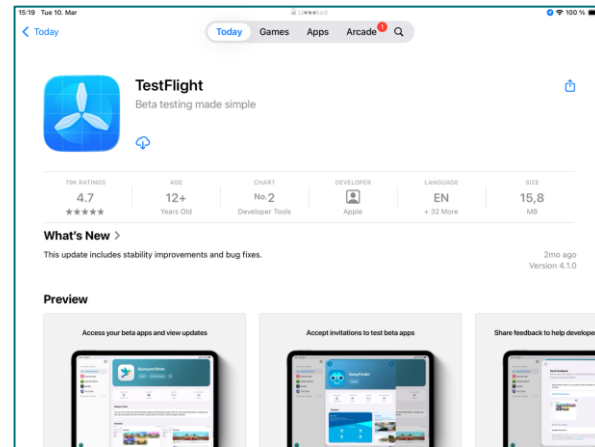 15:19 Tue 10. Mar
100 %
Today
Today Games Apps Arcade 1
TestFlight
Beta testing made simple
79K RATINGS AGE CHART DEVELOPER LANGUAGE SIZE
4.7 12+ No. 2 EN 15,8
★★★★★ Years Old Developer Tools Apple + 32 More MB
What's New >
This update includes stability improvements and bug fixes. 2mo ago
Version 4.1.0
Preview
Access your beta apps and view updates Accept invitations to test beta apps Share feedback to help develope